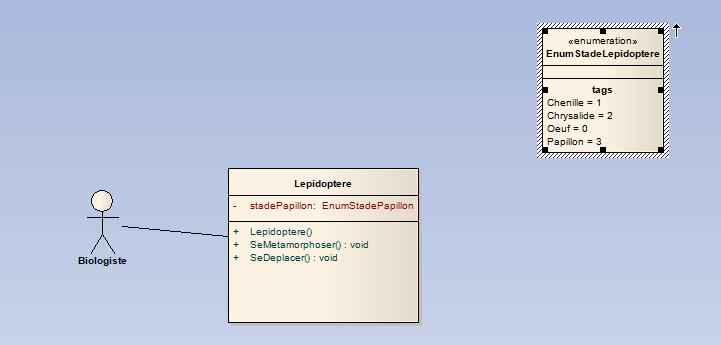 «enumeration»
EnumStadeLepidoptere
tags
Chenille = 1
Chrysalide = 2
Oeuf = 0
Papillon = 3
Lepidoptere
- stadePapillon: EnumStadePapillon
+ Lepidoptere()
+ SeMetamorphoser() : void
+ SeDeplacer() : void
Biologiste